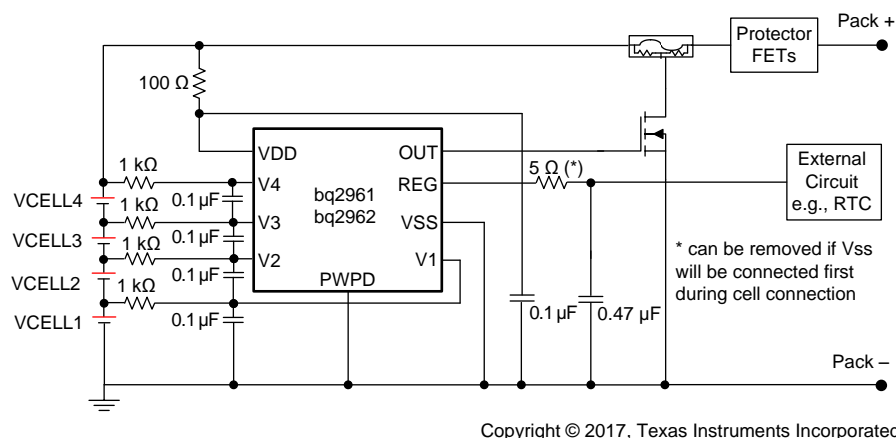 Pack +
Protector
FETs
100 Ω
VDD
OUT
1 kΩ
V4
REG
5 Ω (*)
External
Circuit
e.g., RTC
VCELL4
0.1 µF
bq2961
bq2962
1 kΩ
V3
VSS
VCELL3
0.1 µF
1 kΩ
V2
V1
* can be removed if Vss
will be connected first
during cell connection
VCELL2
0.1 µF
PWPD
1 kΩ
VCELL1
0.1 µF
0.1 µF
0.47 µF
Pack –
Copyright © 2017, Texas Instruments Incorporated